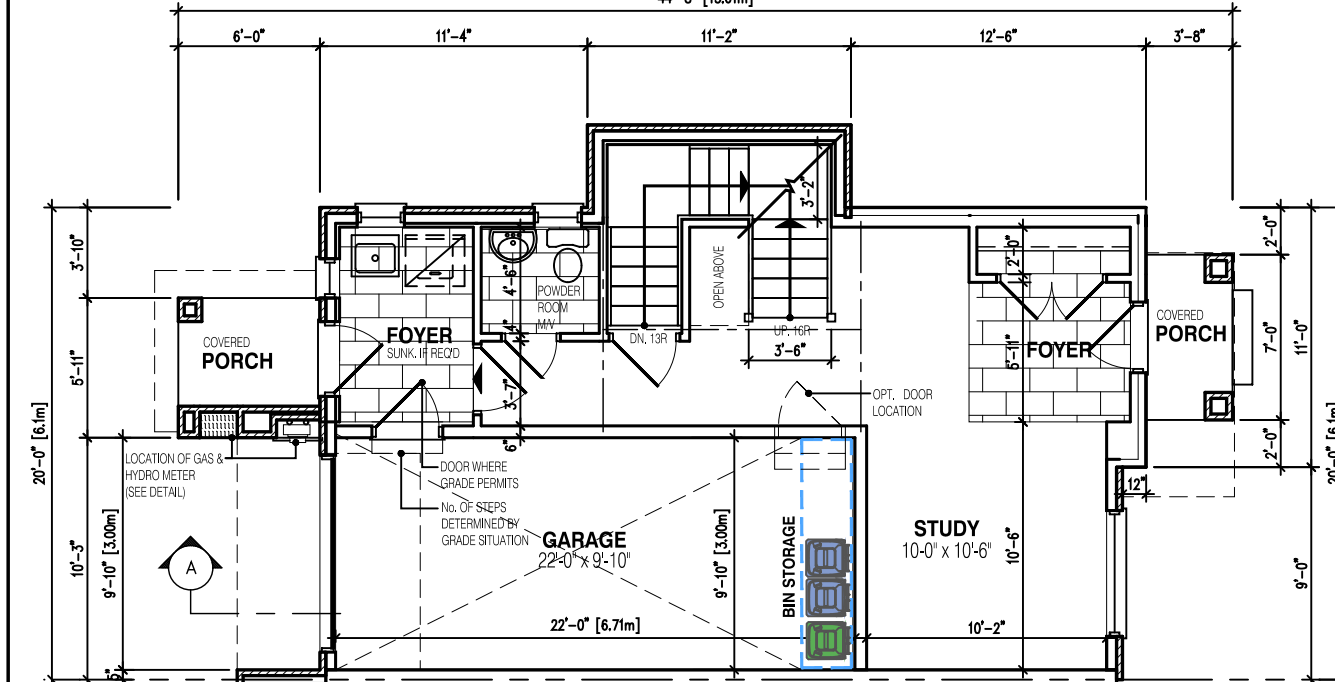 6'-0"
11'-4"
11'-2"
12'-6"
3'-8"
3'-10"
5'-11"
10'-3"
20'-0" [6.1m]
9'-10" [3.00m]
COVERED
PORCH
FOYER
SUNK. IF REQ'D
POWDER
ROOM
M/V
4'-6"
4"
3'-7"
6"
DN. 13R
OPEN ABOVE
UP. 16R
3'-6"
3'-2"
2'-0"
FOYER
5'-11"
COVERED
PORCH
2'-0"
7'-0"
11'-0"
2'-0"
20'-0" [6.1m]
9'-0"
12"
OPT. DOOR
LOCATION
LOCATION OF GAS &
HYDRO METER
(SEE DETAIL)
DOOR WHERE
GRADE PERMITS
No. OF STEPS
DETERMINED BY
GRADE SITUATION
GARAGE
22'-0" x 9'-10"
9'-10" [3.00m]
BIN STORAGE
STUDY
10-0" x 10'-6"
10'-6"
A
22'-0" [6.71m]
10'-2"